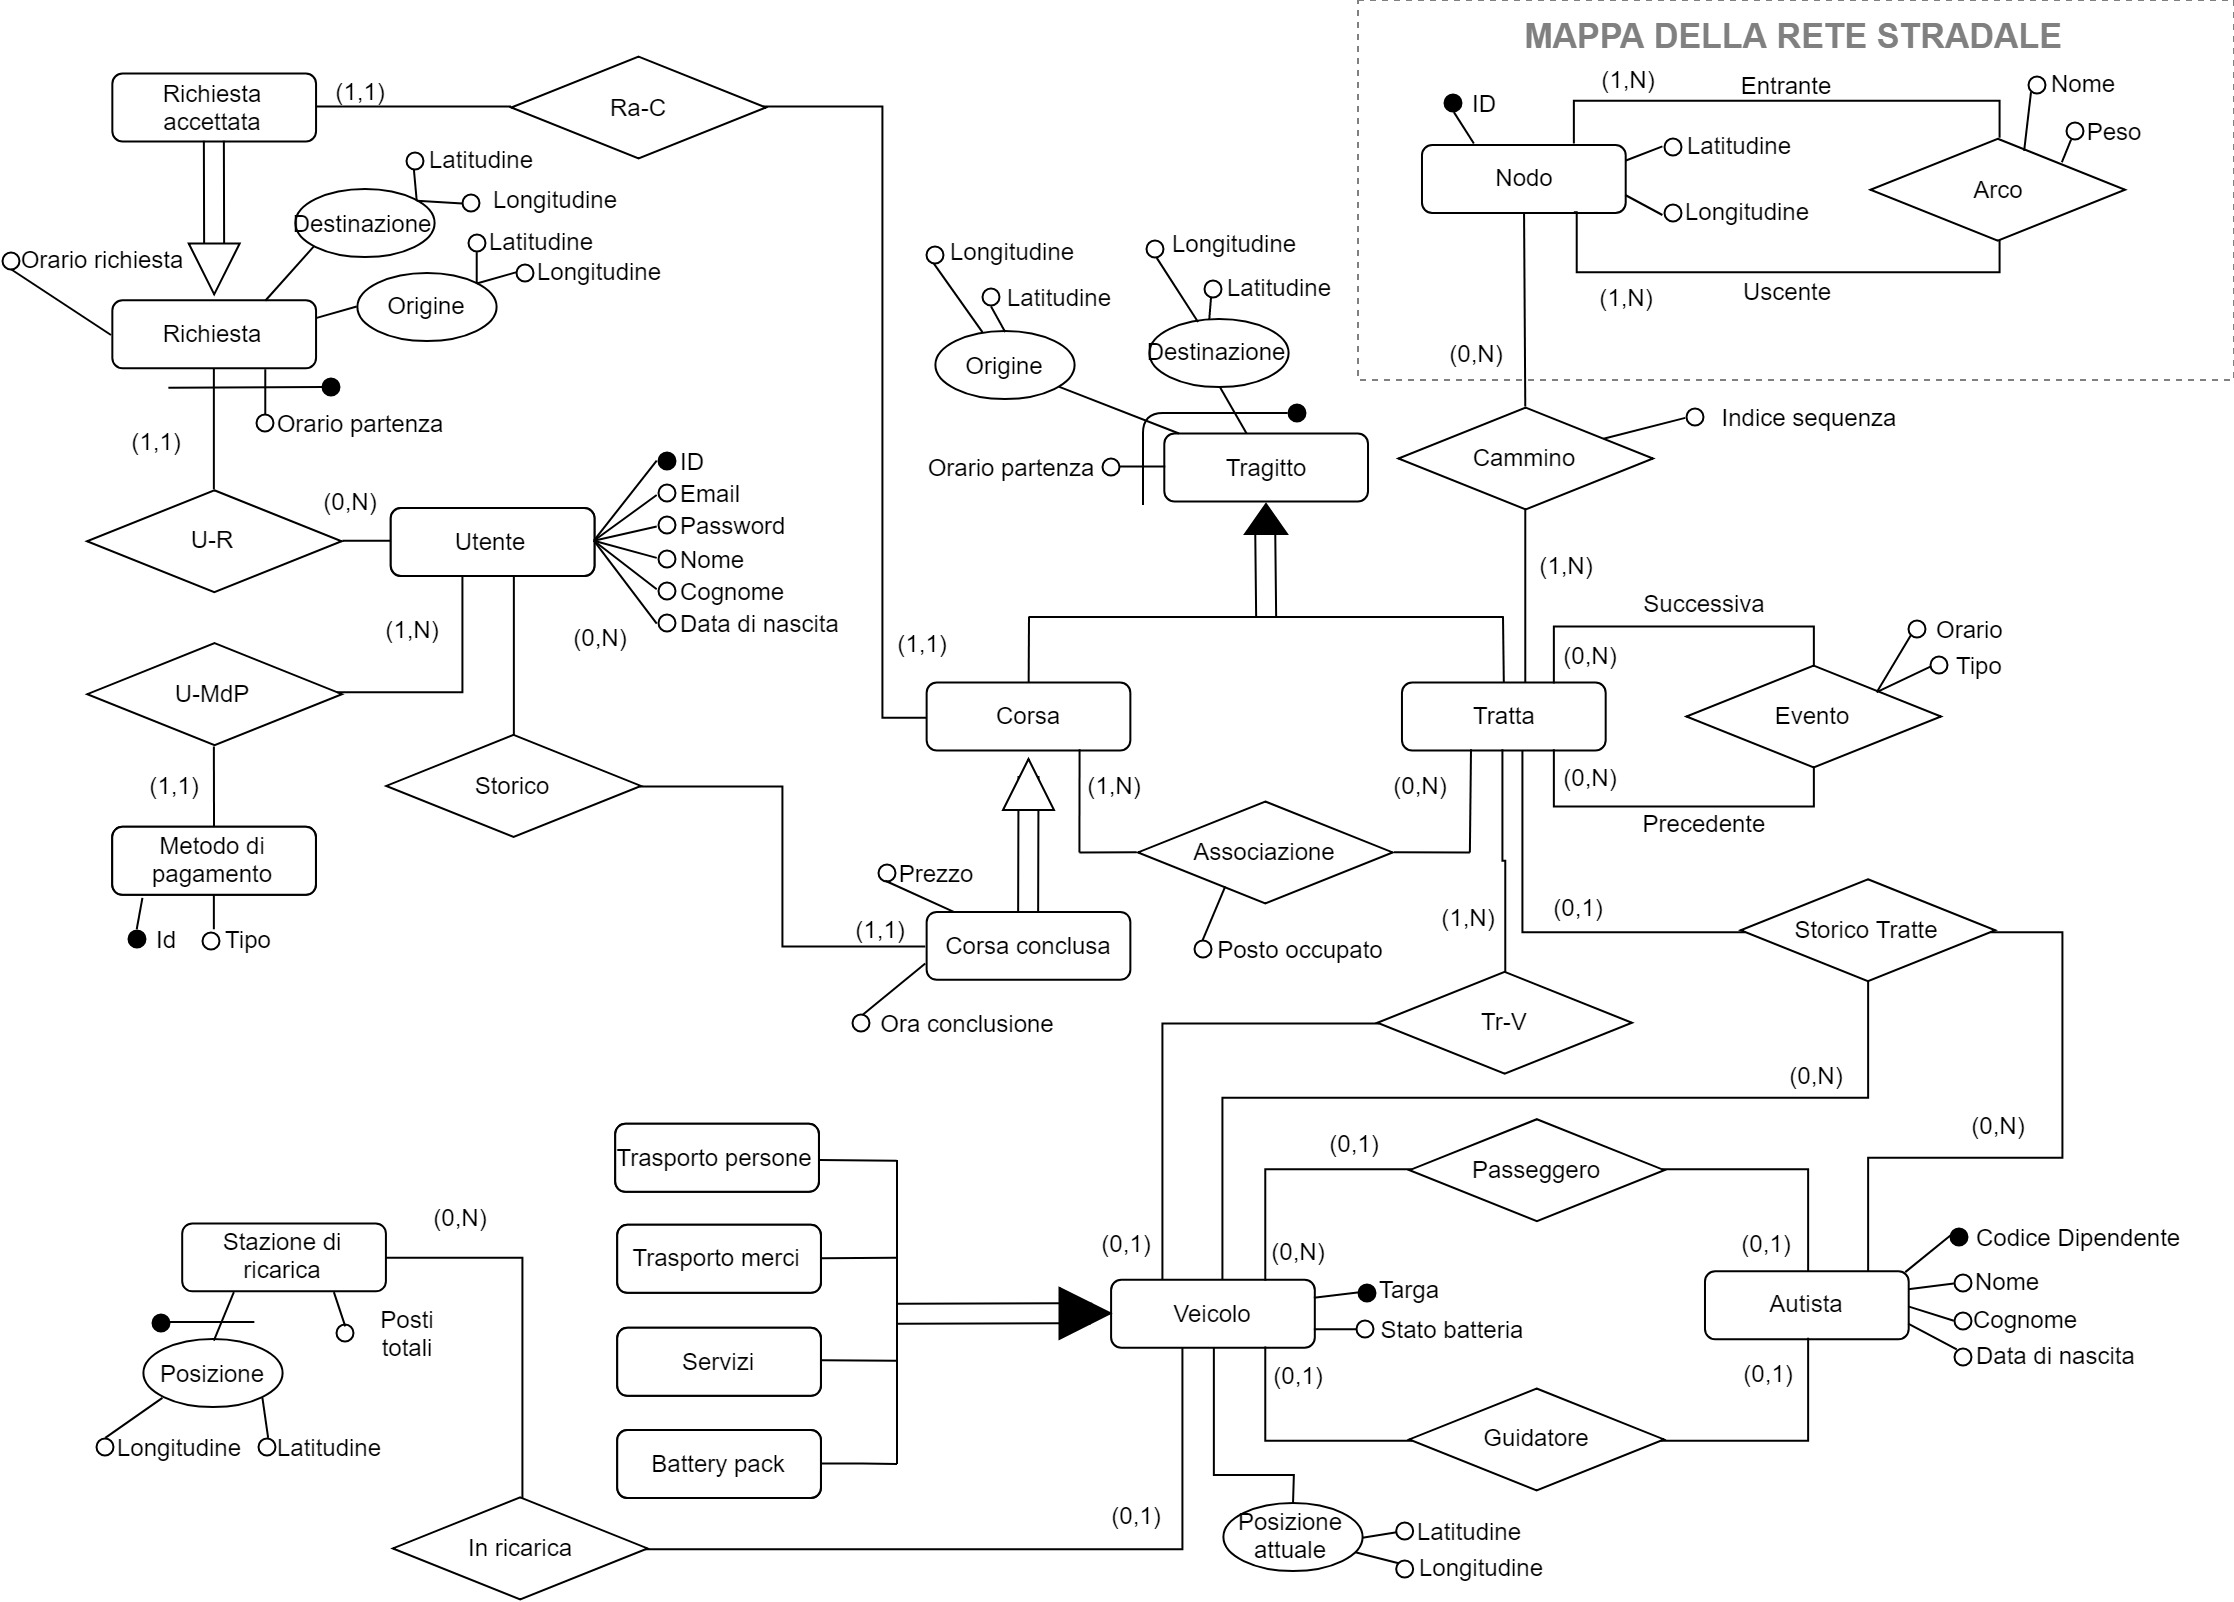 MAPPA DELLA RETE STRADALE
Richiesta
accettata
(1,1)
Ra-C
(1,N)
Entrante
Nome
ID
Peso
Latitudine
Nodo
Arco
Longitudine
(1,N)
Uscente
(0,N)
Latitudine
Longitudine
Destinazione
Latitudine
Longitudine
Origine
Orario richiesta
Richiesta
Orario partenza
(1,1)
Longitudine
Latitudine
Origine
Longitudine
Latitudine
Destinazione
Orario partenza
Tragitto
Cammino
Indice sequenza
(1,N)
U-R
(0,N)
Utente
ID
Email
Password
Nome
Cognome
Data di nascita
(1,N)
(0,N)
U-MdP
(1,1)
Metodo di
pagamento
Id
Tipo
Storico
(1,1)
Corsa
Tratta
Successiva
(0,N)
Orario
Tipo
Evento
(0,N)
Precedente
(1,N)
(0,N)
Associazione
Posto occupato
Prezzo
(1,1)
Corsa conclusa
Ora conclusione
(1,N)
(0,1)
Storico Tratte
Tr-V
(0,N)
(0,N)
Trasporto persone
Trasporto merci
Servizi
Battery pack
(0,1)
Passeggero
(0,1)
(0,N)
(0,1)
Veicolo
Targa
Stato batteria
Autista
Codice Dipendente
Nome
Cognome
Data di nascita
(0,1)
(0,1)
Guidatore
(0,N)
Stazione di
ricarica
Posti
totali
Posizione
Longitudine
Latitudine
In ricarica
(0,1)
Posizione
attuale
Latitudine
Longitudine